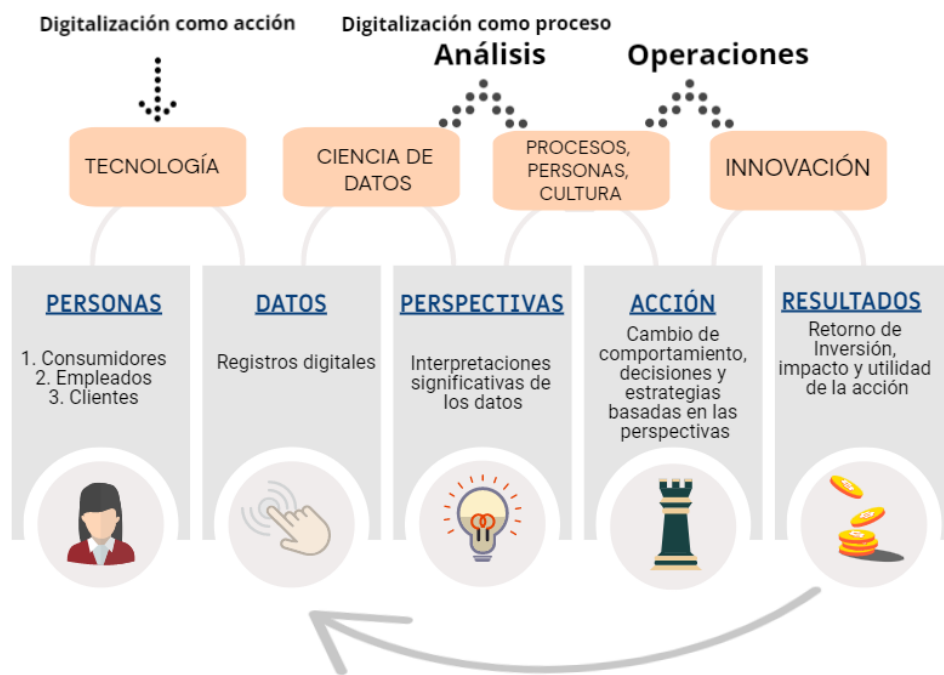 Digitalización como acción
Digitalización como proceso
Análisis
Operaciones
TECNOLOGÍA
CIENCIA DE
DATOS
PROCESOS,
PERSONAS,
CULTURA
INNOVACIÓN
PERSONAS
1. Consumidores
2. Empleados
3. Clientes
DATOS
Registros digitales
PERSPECTIVAS
Interpretaciones
significativas de
los datos
ACCIÓN
Cambio de
comportamiento,
decisiones y
estrategias
basadas en las
perspectivas
RESULTADOS
Retorno de
Inversión,
impacto y utilidad
de la acción